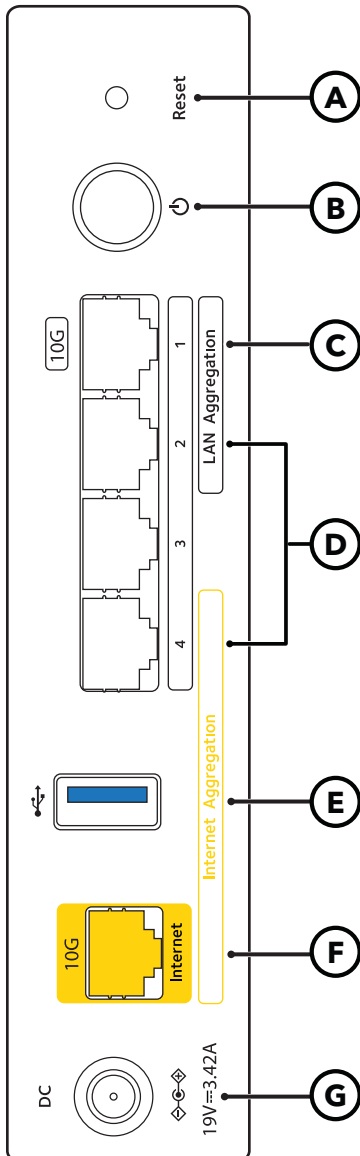 Reset
A
B
10G
1
LAN Aggregation
C
2
3
D
4
Internet Aggregation
E
10G
Internet
F
DC
19V⎓3.42A
G